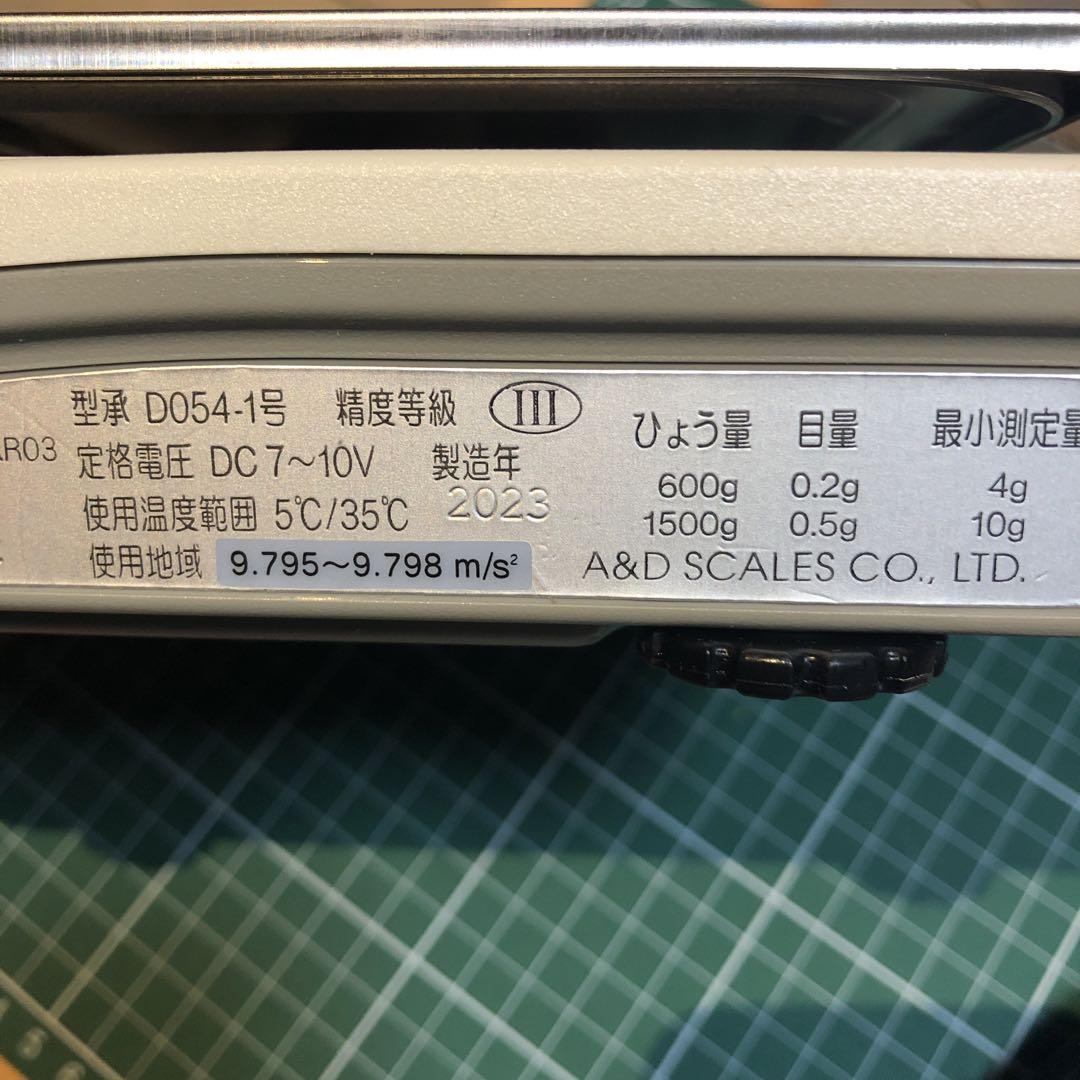 型承 D054-1号 精度等級 III
R03
定格電圧 DC 7〜10V 製造年
2023
使用温度範囲 5℃/35℃
使用地域 9.795〜9.798 m/s²
ひょう量 目量 最小測定量
600g 0.2g 4g
1500g 0.5g 10g
A&D SCALES CO., LTD.
5